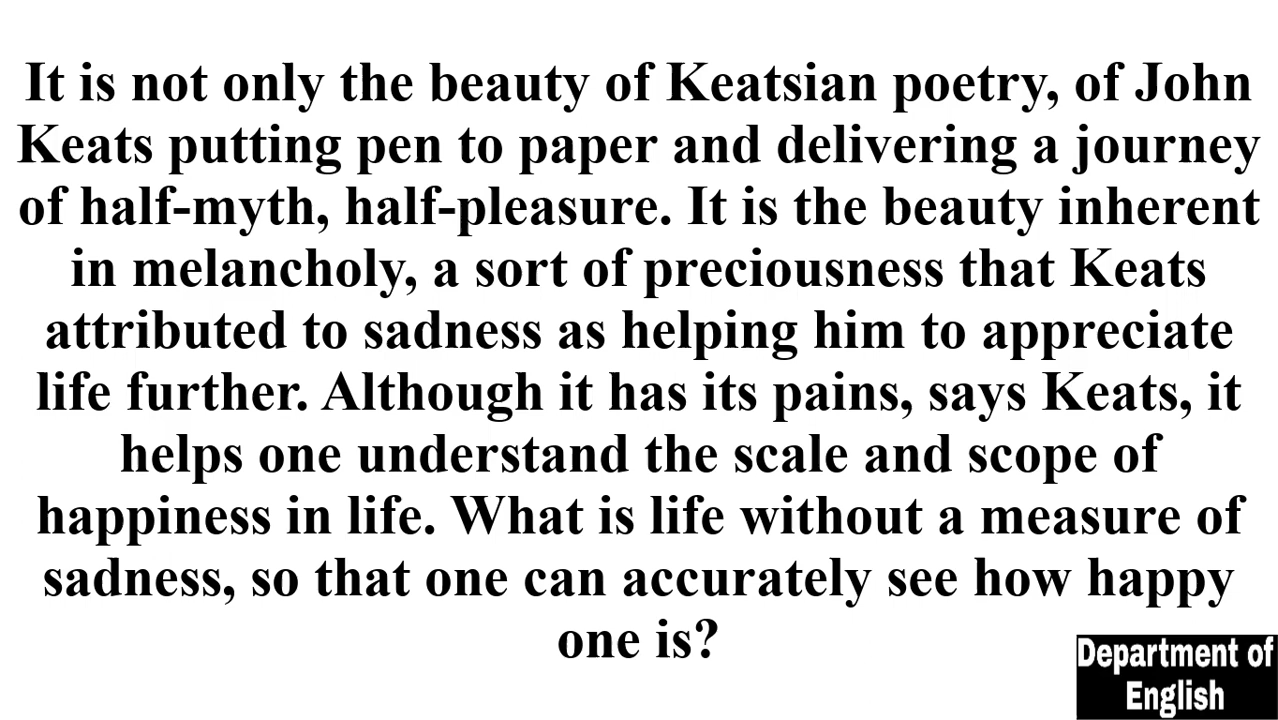 It is not only the beauty of Keatsian poetry, of John
Keats putting pen to paper and delivering a journey
of half-myth, half-pleasure. It is the beauty inherent
in melancholy, a sort of preciousness that Keats
attributed to sadness as helping him to appreciate
life further. Although it has its pains, says Keats, it
helps one understand the scale and scope of
happiness in life. What is life without a measure of
sadness, so that one can accurately see how happy
one is?
Department of
English